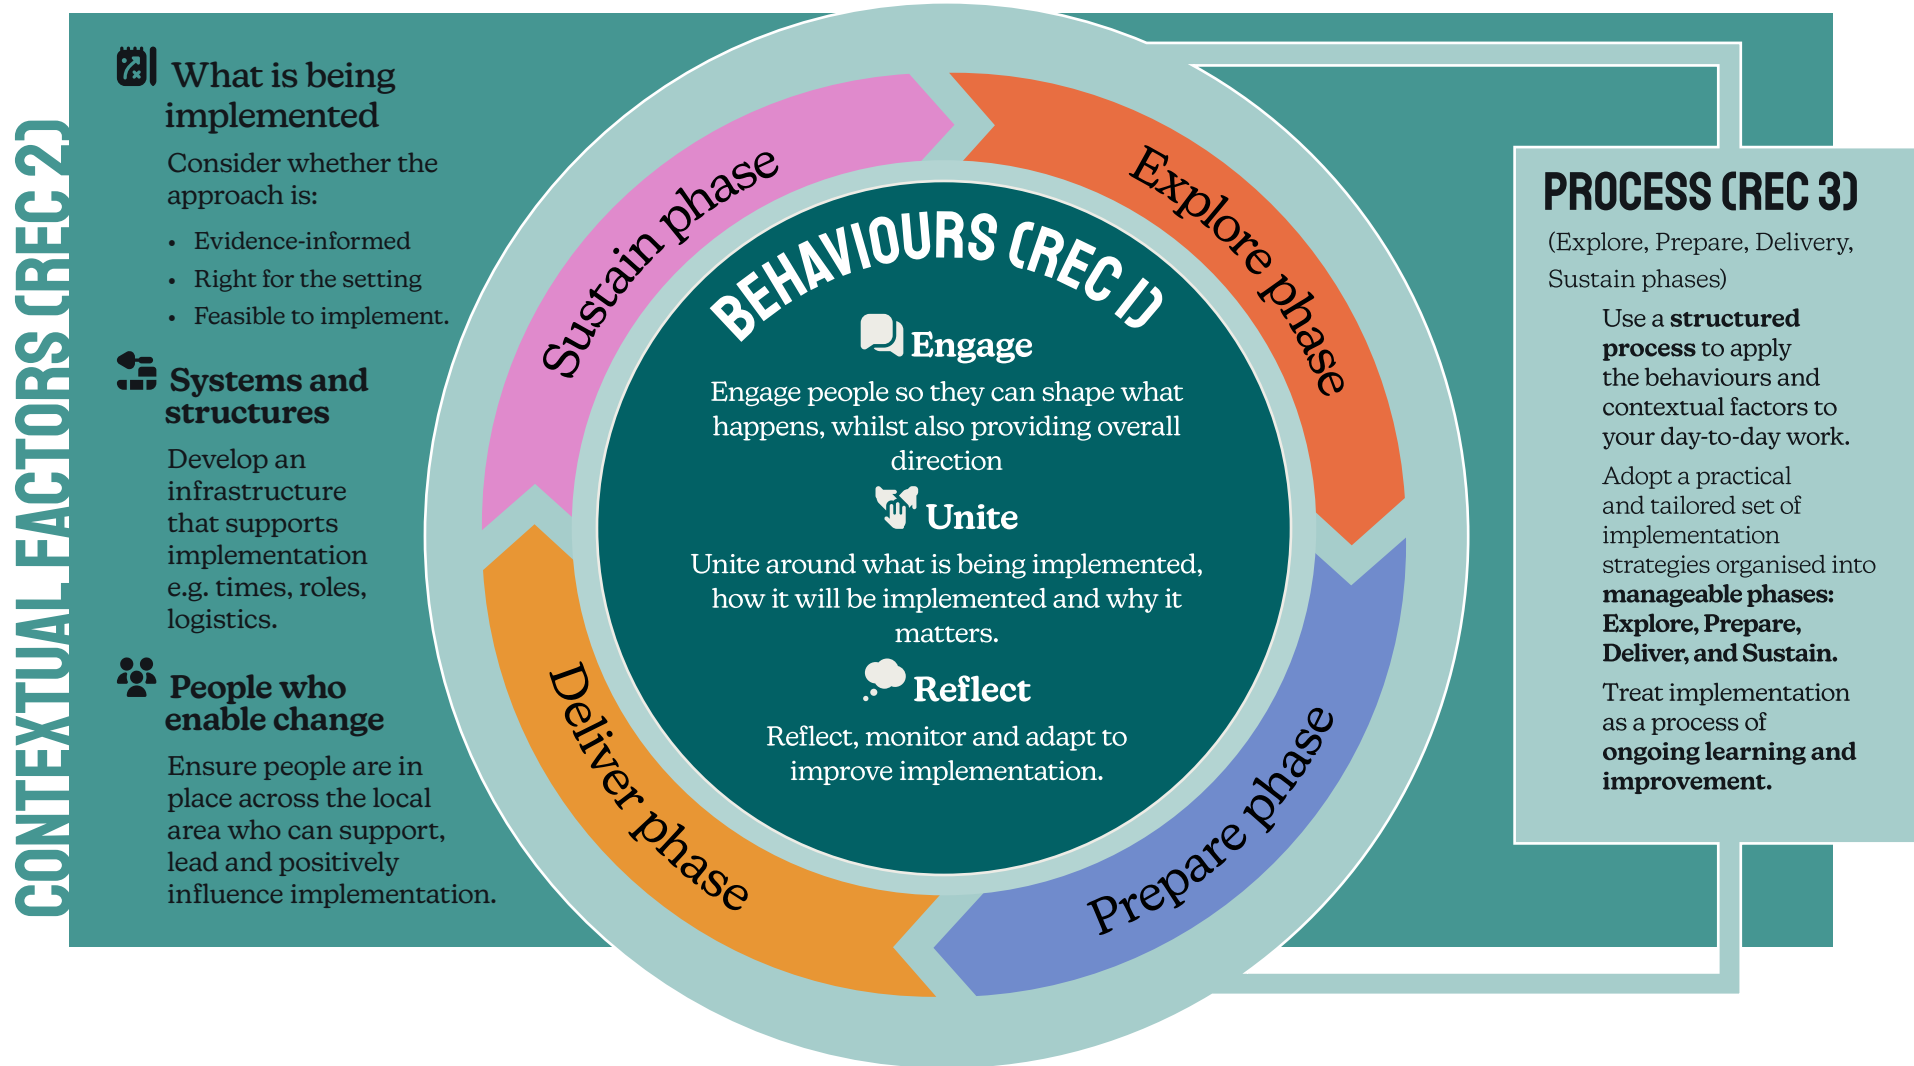 CONTEXTUAL FACTORS (REC 2)
What is being
implemented
Consider whether the
approach is:
• Evidence-informed
• Right for the setting
• Feasible to implement.
Systems and
structures
Develop an
infrastructure
that supports
implementation
e.g. times, roles,
logistics.
People who
enable change
Ensure people are in
place across the local
area who can support,
lead and positively
influence implementation.
Sustain phase
Explore phase
Prepare phase
Deliver phase
BEHAVIOURS (REC 1)
Engage
Engage people so they can shape what
happens, whilst also providing overall
direction
Unite
Unite around what is being implemented,
how it will be implemented and why it
matters.
Reflect
Reflect, monitor and adapt to
improve implementation.
PROCESS (REC 3)
(Explore, Prepare, Delivery,
Sustain phases)
Use a structured
process to apply
the behaviours and
contextual factors to
your day-to-day work.
Adopt a practical
and tailored set of
implementation
strategies organised into
manageable phases:
Explore, Prepare,
Deliver, and Sustain.
Treat implementation
as a process of
ongoing learning and
improvement.